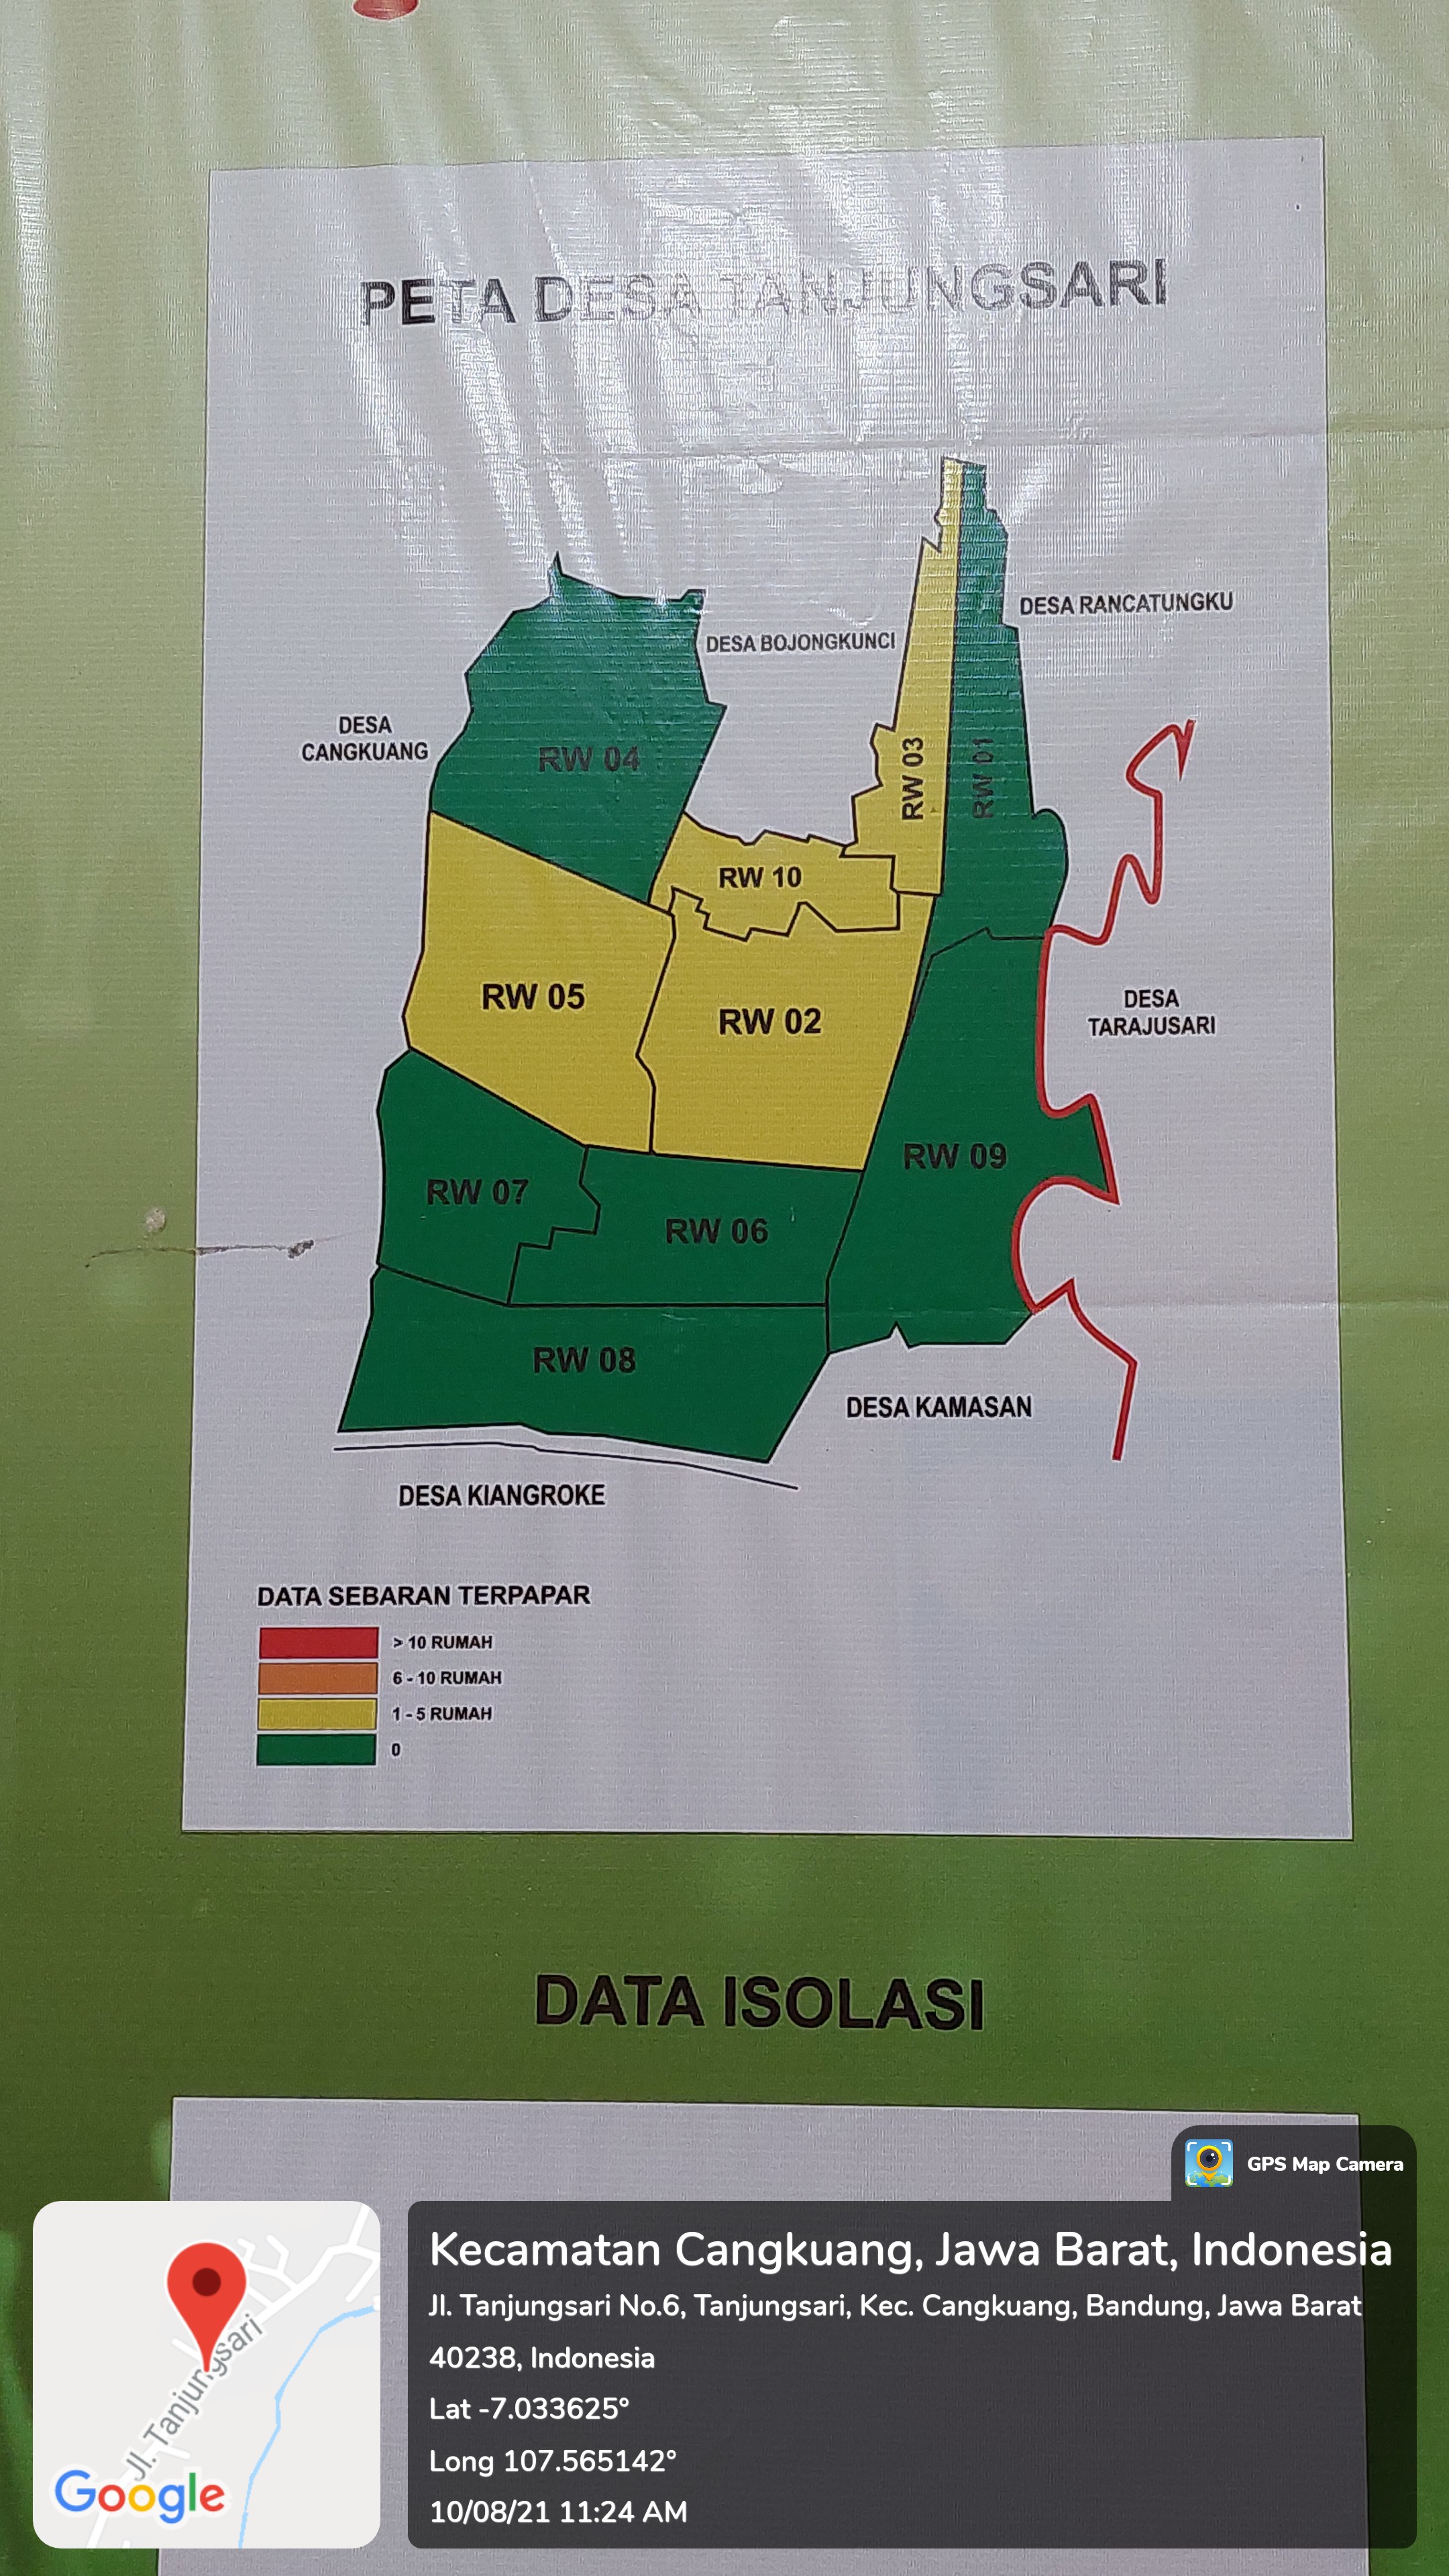 PETA DESA TANJUNGSARI
DESA RANCATUNGKU
DESA BOJONGKUNCI
DESA
CANGKUANG
RW 04
RW 03
RW 01
RW 10
RW 05
RW 02
DESA
TARAJUSARI
RW 09
RW 07
RW 06
RW 08
DESA KAMASAN
DESA KIANGROKE
DATA SEBARAN TERPAPAR
> 10 RUMAH
6 - 10 RUMAH
1 - 5 RUMAH
0
DATA ISOLASI
GPS Map Camera
Jl. Tanjungsari
Google
Kecamatan Cangkuang, Jawa Barat, Indonesia
Jl. Tanjungsari No.6, Tanjungsari, Kec. Cangkuang, Bandung, Jawa Barat
40238, Indonesia
Lat -7.033625°
Long 107.565142°
10/08/21 11:24 AM